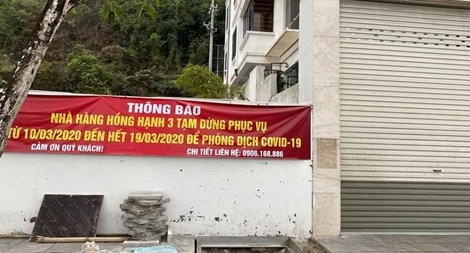 THÔNG BÁO
NHÀ HÀNG HỒNG HẠNH 3 TẠM DỪNG PHỤC VỤ
TỪ 10/03/2020 ĐẾN HẾT 19/03/2020 ĐỂ PHÒNG DỊCH COVID-19
CẢM ƠN QUÝ KHÁCH! CHI TIẾT LIÊN HỆ: 0906.168.886